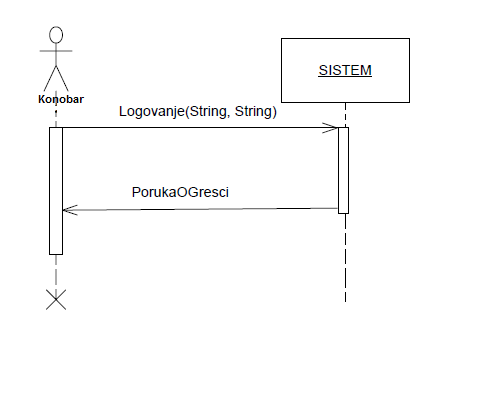 SISTEM
Konobar
Logovanje(String, String)
PorukaOGresci